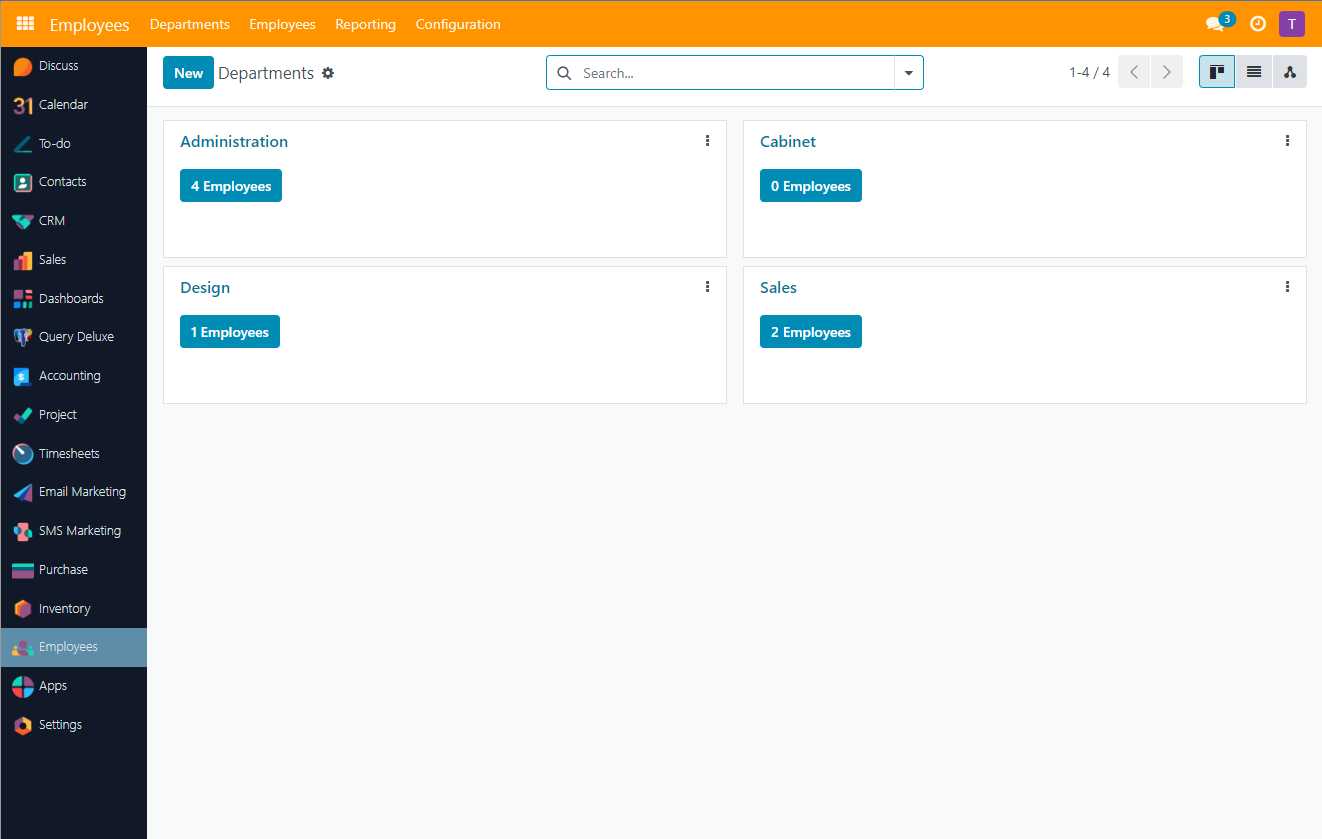 Employees Departments Employees Reporting Configuration 3 T
Discuss
31 Calendar
To-do
Contacts
CRM
Sales
Dashboards
Query Deluxe
$ Accounting
Project
Timesheets
Email Marketing
SMS Marketing
Purchase
Inventory
Employees
Apps
Settings
New Departments Search... 1-4 / 4
Administration
4 Employees
Cabinet
0 Employees
Design
1 Employees
Sales
2 Employees